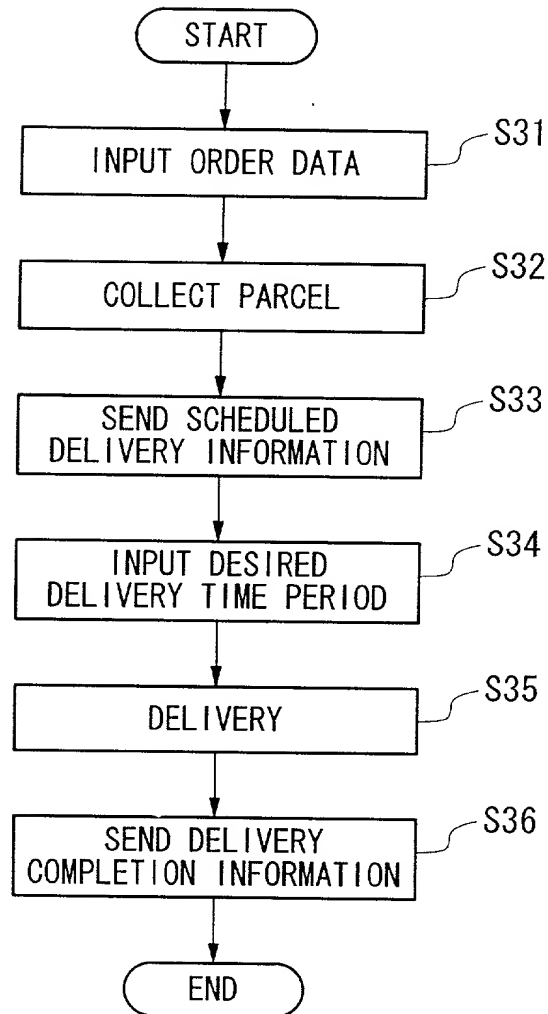 START
INPUT ORDER DATA
S31
COLLECT PARCEL
S32
SEND SCHEDULED
DELIVERY INFORMATION
S33
INPUT DESIRED
DELIVERY TIME PERIOD
S34
DELIVERY
S35
SEND DELIVERY
COMPLETION INFORMATION
S36
END